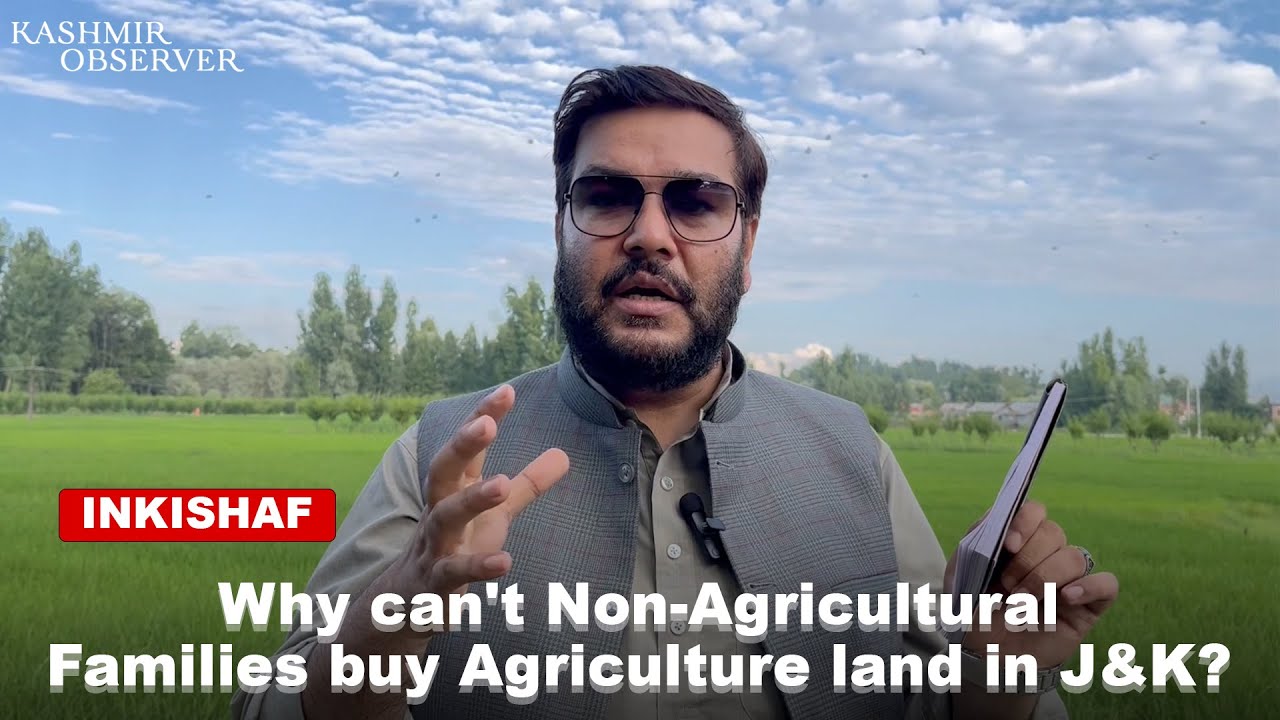 KASHMIR
OBSERVER
INKISHAF
Why can't Non-Agricultural
Families buy Agriculture land in J&K?